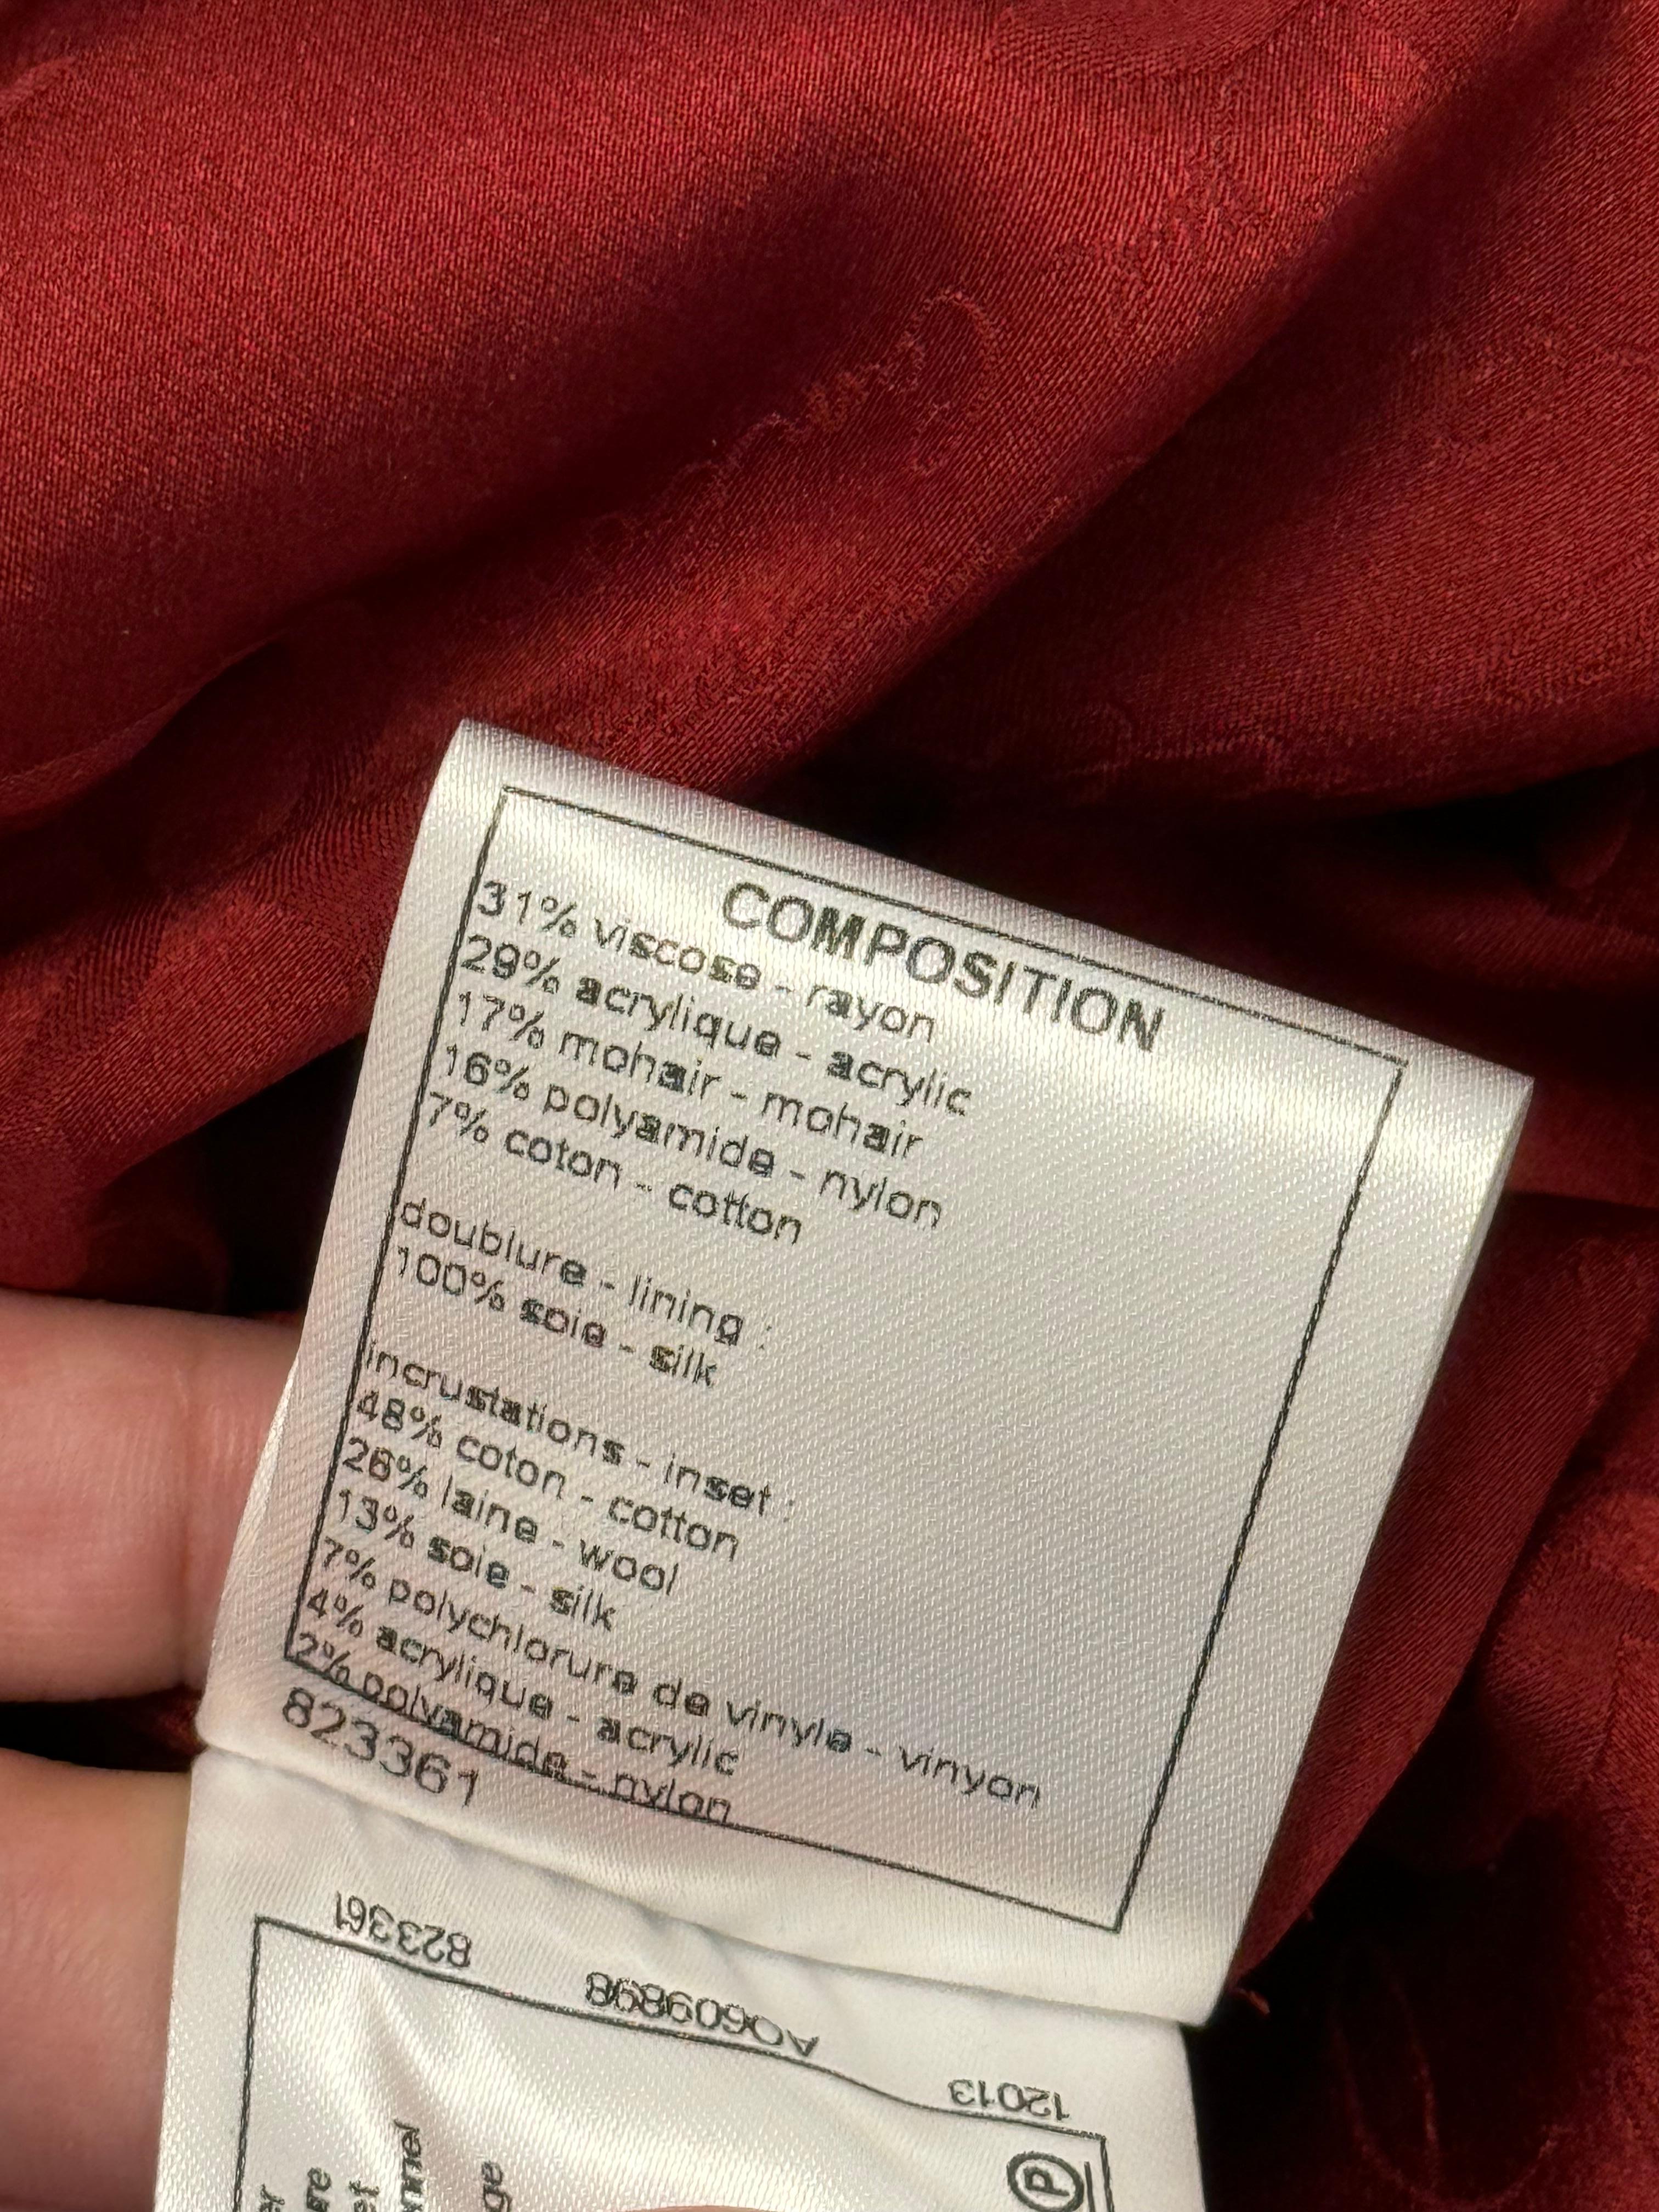 COMPOSITION
31% viscose - rayon
29% acrylique - acrylic
17% mohair - mohair
16% polyamide - nylon
7% coton - cotton
doublure - lining :
100% soie - silk
incrustations - inset :
48% coton - cotton
26% laine - wool
13% soie - silk
7% polychlorure de vinyle - vinyon
4% acrylique - acrylic
2% polyamide - nylon
823361
823361
A0609898
12013
P